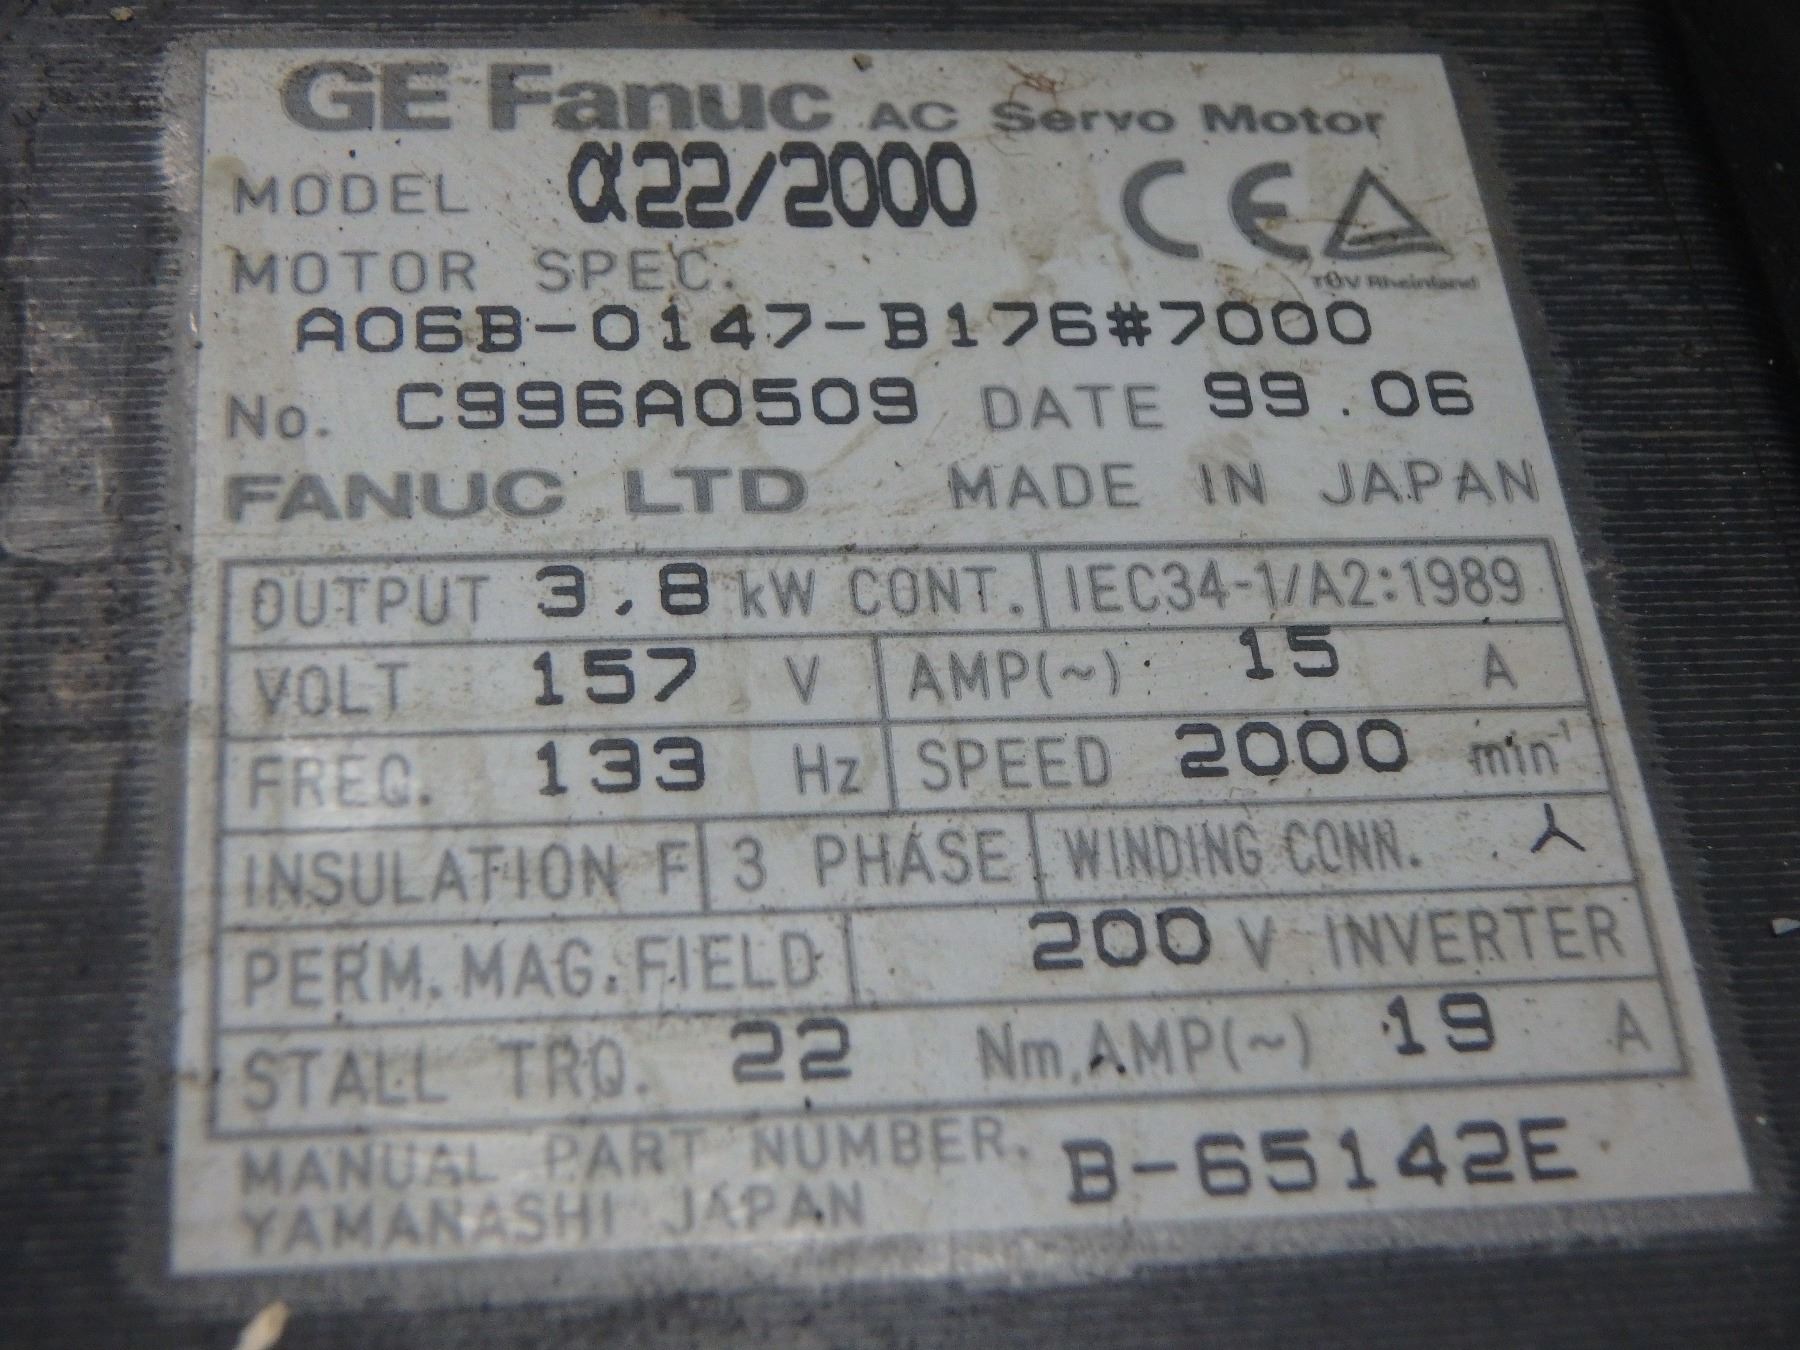 GE Fanuc AC Servo Motor
MODEL α22/2000
CE
TÜV Rheinland
MOTOR SPEC.
A06B-0147-B176#7000
No. C996A0509 DATE 99.06
FANUC LTD MADE IN JAPAN
OUTPUT 3.8 kW CONT. IEC34-1/A2:1989
VOLT 157 V AMP(~) 15 A
FREQ. 133 Hz SPEED 2000 min⁻¹
INSULATION F 3 PHASE WINDING CONN. ⅄
PERM. MAG. FIELD 200 V INVERTER
STALL TRQ. 22 Nm, AMP(~) 19 A
MANUAL PART NUMBER. B-65142E
YAMANASHI JAPAN